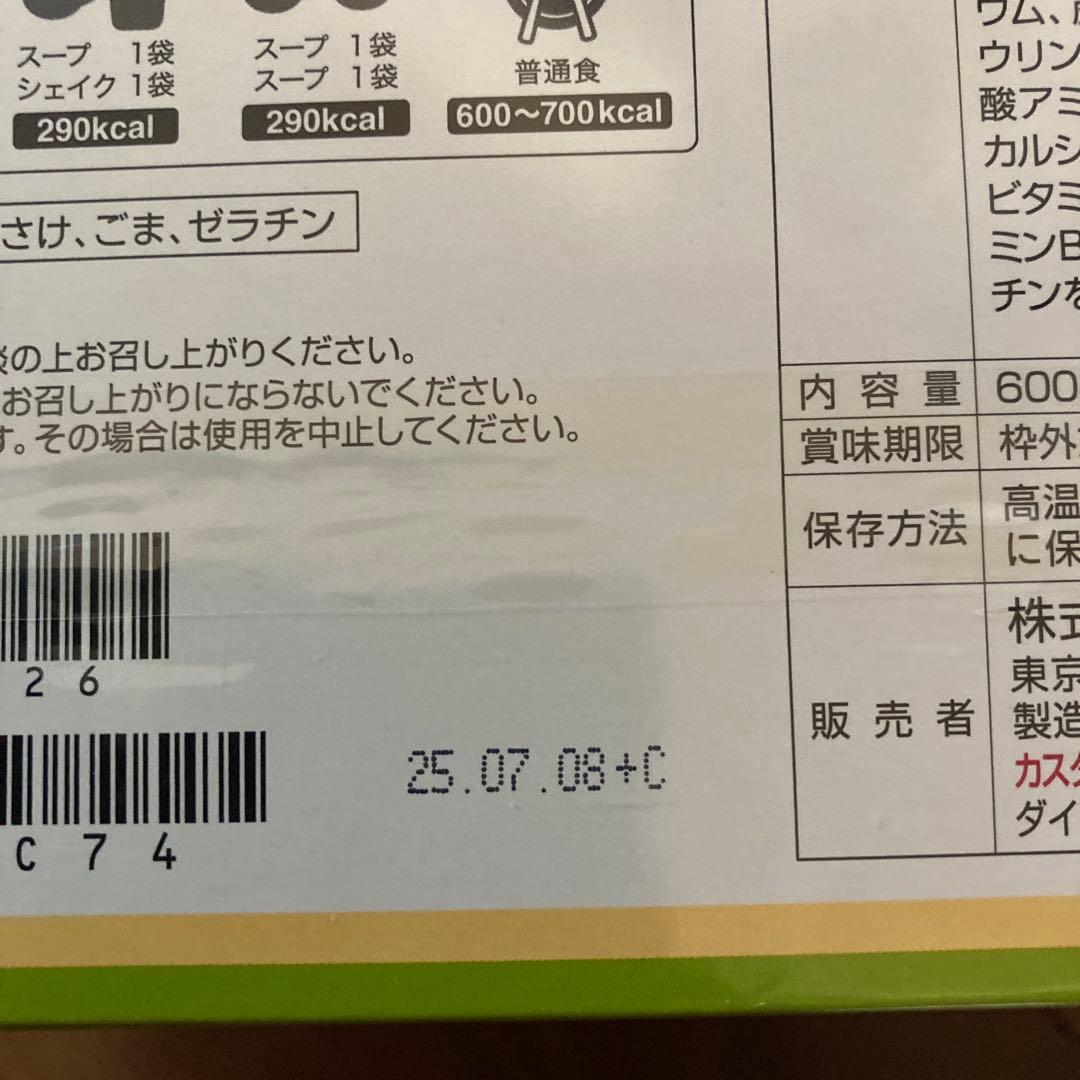 スープ 1袋
シェイク 1袋
290kcal
スープ 1袋
スープ 1袋
290kcal
普通食
600〜700kcal
さけ、ごま、ゼラチン
の上お召し上がりください。
お召し上がりにならないでください。
す。その場合は使用を中止してください。
26
C74
25.07.08+C
ウム、
ウリン
酸アミ
カルシ
ビタミ
ミンB
チンを
内容量 600
賞味期限 枠外
保存方法 高温
に保
販売者 株式
東京
製造
カスタ
ダイ